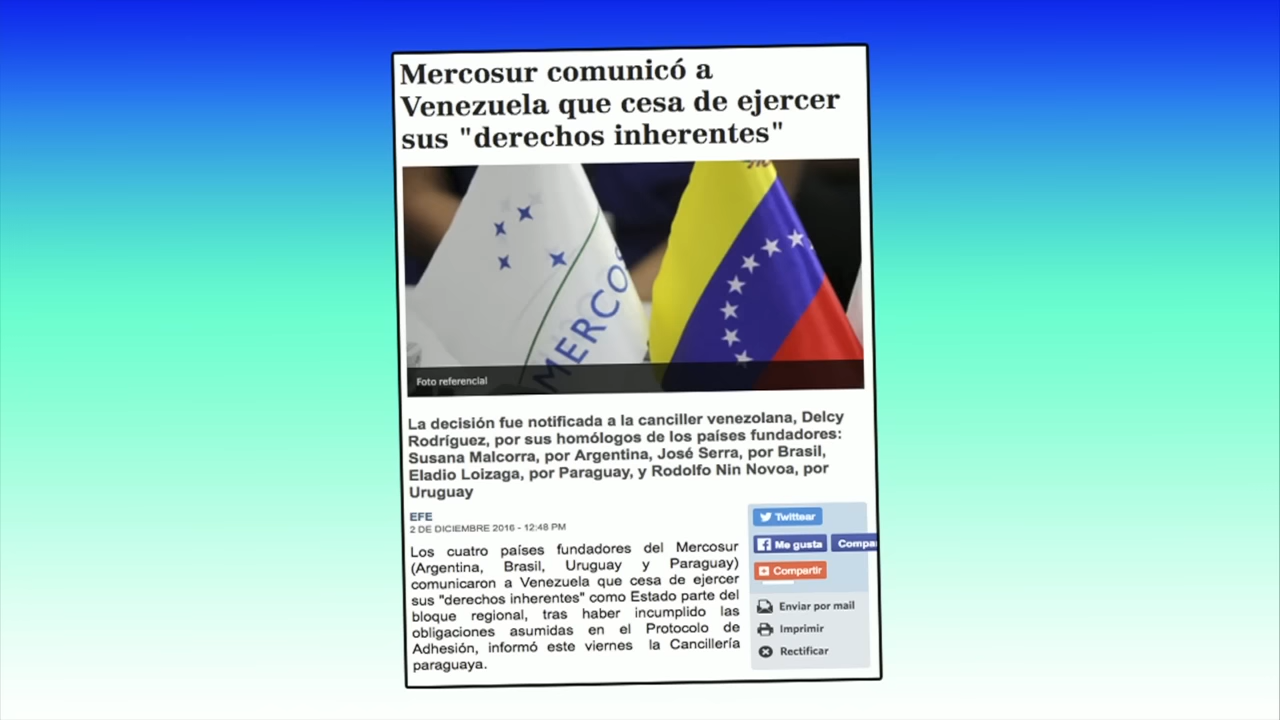 Mercosur comunicó a
Venezuela que cesa de ejercer
sus "derechos inherentes"
MERCOSU
Foto referencial
La decisión fue notificada a la canciller venezolana, Delcy
Rodríguez, por sus homólogos de los países fundadores:
Susana Malcorra, por Argentina, José Serra, por Brasil,
Eladio Loizaga, por Paraguay, y Rodolfo Nin Novoa, por
Uruguay
EFE
2 DE DICIEMBRE 2016 - 12:48 PM
Los cuatro países fundadores del Mercosur
(Argentina, Brasil, Uruguay y Paraguay)
comunicaron a Venezuela que cesa de ejercer
sus "derechos inherentes" como Estado parte del
bloque regional, tras haber incumplido las
obligaciones asumidas en el Protocolo de
Adhesión, informó este viernes la Cancillería
paraguaya.
Twittear
Me gusta
Compar
Compartir
Enviar por mail
Imprimir
Rectificar